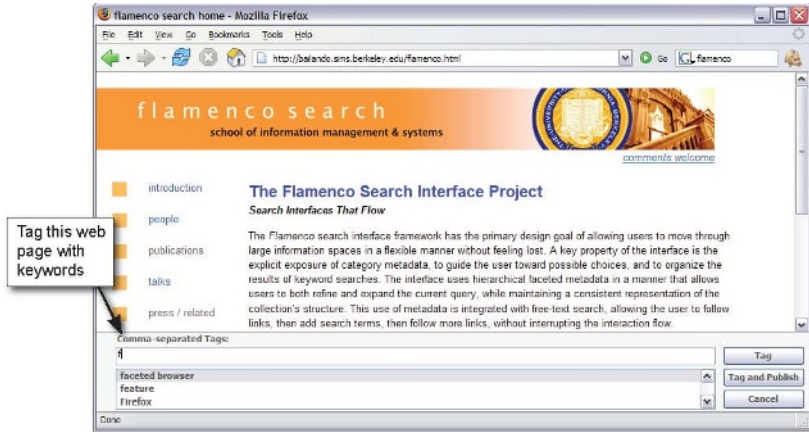 flamenco search home - Mozilla Firefox
File Edit View Go Bookmarks Tools Help
http://bailando.sims.berkeley.edu/flamenco.html
Go
flamenco
flamenco search
school of information management & systems
comments welcome
introduction
people
publications
talks
press / related
The Flamenco Search Interface Project
Search Interfaces That Flow
The Flamenco search interface framework has the primary design goal of allowing users to move through
large information spaces in a flexible manner without feeling lost. A key property of the interface is the
explicit exposure of category metadata, to guide the user toward possible choices, and to organize the
results of keyword searches. The interface uses hierarchical faceted metadata in a manner that allows
users to both refine and expand the current query, while maintaining a consistent representation of the
collection's structure. This use of metadata is integrated with free-text search, allowing the user to follow
links, then add search terms, then follow more links, without interrupting the interaction flow.
Tag this web
page with
keywords
Comma-separated Tags:
f
Tag
faceted browser
feature
Firefox
Tag and Publish
Cancel
Done